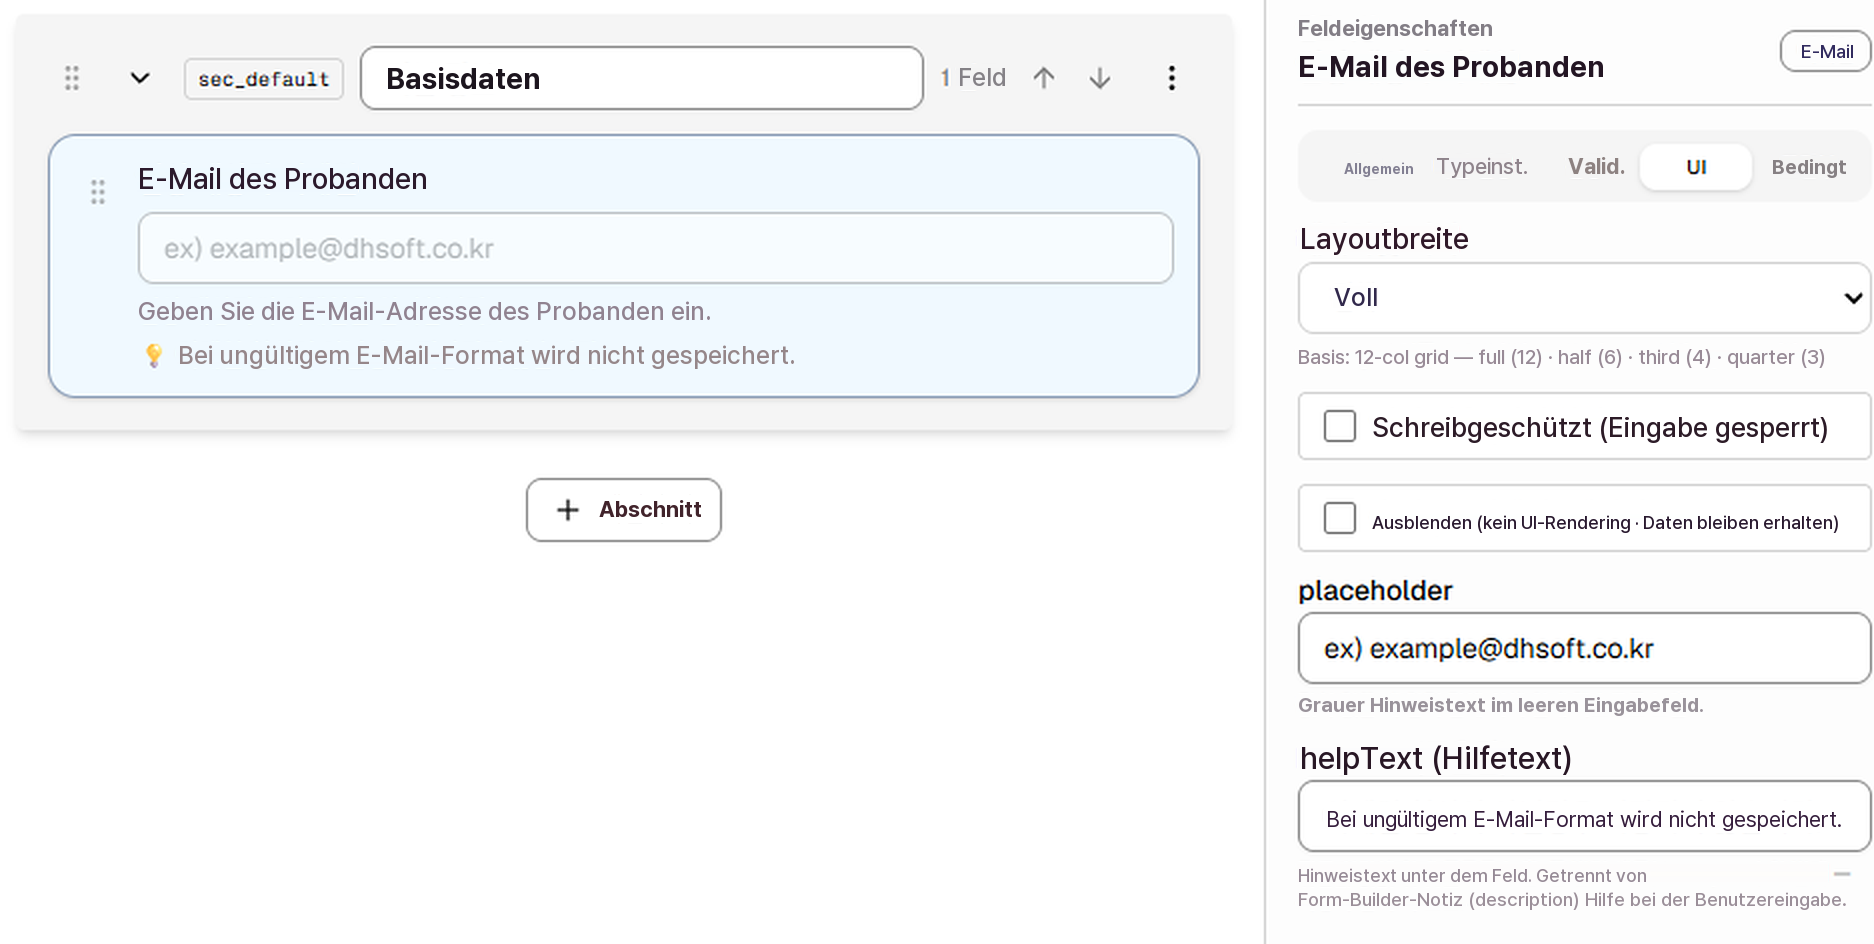 sec_default
Basisdaten
1 Feld
E-Mail des Probanden
ex) example@dhsoft.co.kr
Geben Sie die E-Mail-Adresse des Probanden ein.
Bei ungültigem E-Mail-Format wird nicht gespeichert.
Abschnitt
Feldeigenschaften
E-Mail des Probanden
E-Mail
Allgemein Typeinst. Valid. UI Bedingt
Layoutbreite
Voll
Basis: 12-col grid — full (12) · half (6) · third (4) · quarter (3)
Schreibgeschützt (Eingabe gesperrt)
Ausblenden (kein UI-Rendering · Daten bleiben erhalten)
placeholder
ex) example@dhsoft.co.kr
Grauer Hinweistext im leeren Eingabefeld.
helpText (Hilfetext)
Bei ungültigem E-Mail-Format wird nicht gespeichert.
Hinweistext unter dem Feld. Getrennt von
Form-Builder-Notiz (description) Hilfe bei der Benutzereingabe.